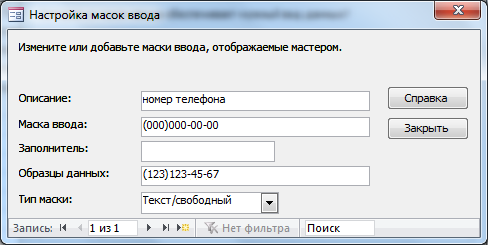 Настройка масок ввода
Измените или добавьте маски ввода, отображаемые мастером.
Описание: номер телефона Справка
Маска ввода: (000)000-00-00 Закрыть
Заполнитель:
Образцы данных: (123)123-45-67
Тип маски: Текст/свободный
Запись: 1 из 1 Нет фильтра Поиск